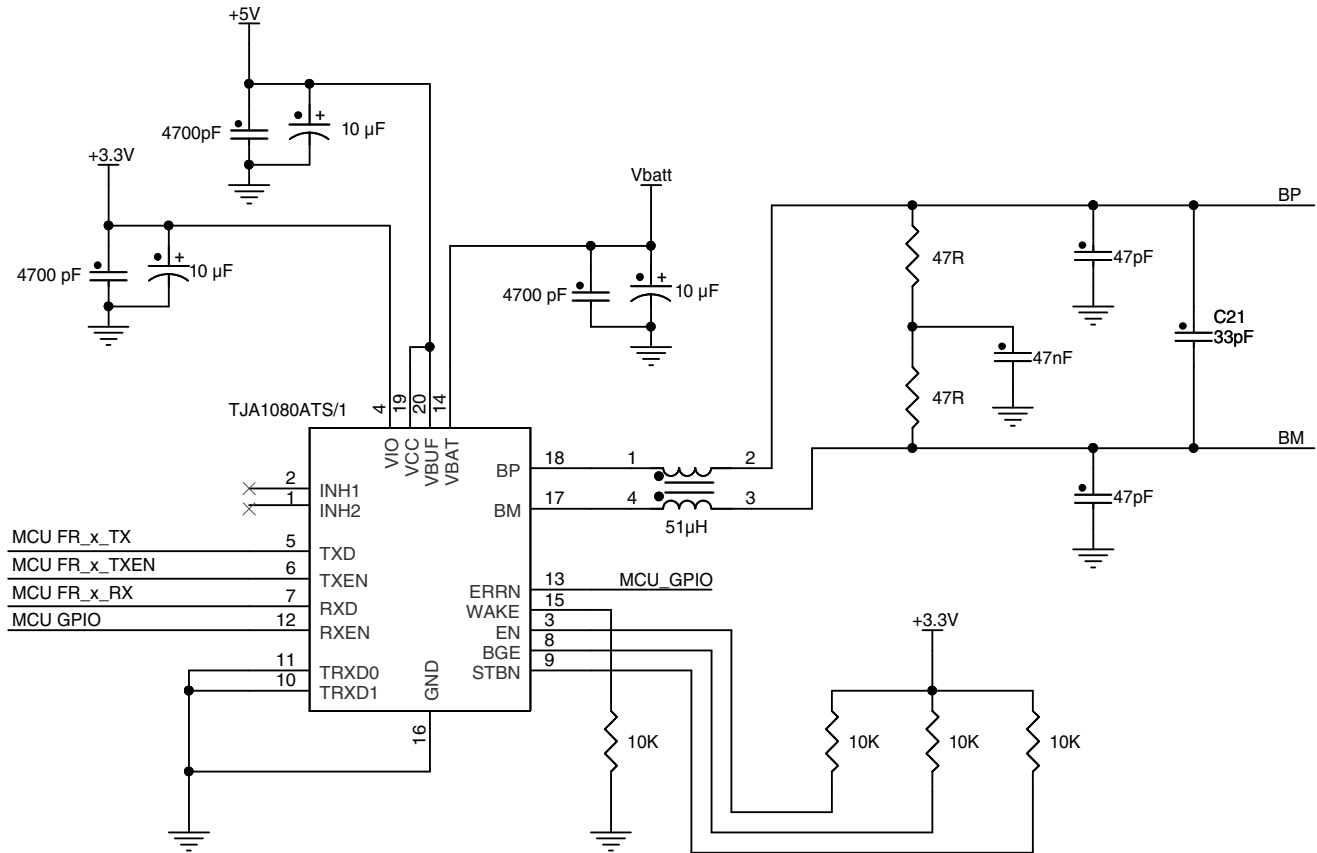 +5V
4700pF
+
10 µF
+3.3V
4700 pF
+
10 µF
Vbatt
4700 pF
+
10 µF
BP
47R
47pF
C21
33pF
47nF
47R
BM
47pF
TJA1080ATS/1
4
19
20
14
VIO
VCC
VBUF
VBAT
2
INH1
1
INH2
MCU FR_x_TX
5
TXD
MCU FR_x_TXEN
6
TXEN
MCU FR_x_RX
7
RXD
MCU GPIO
12
RXEN
11
TRXD0
10
TRXD1
GND
16
BP
18
1
2
BM
17
4
3
51µH
ERRN
13
MCU_GPIO
WAKE
15
EN
3
BGE
8
STBN
9
10K
+3.3V
10K
10K
10K